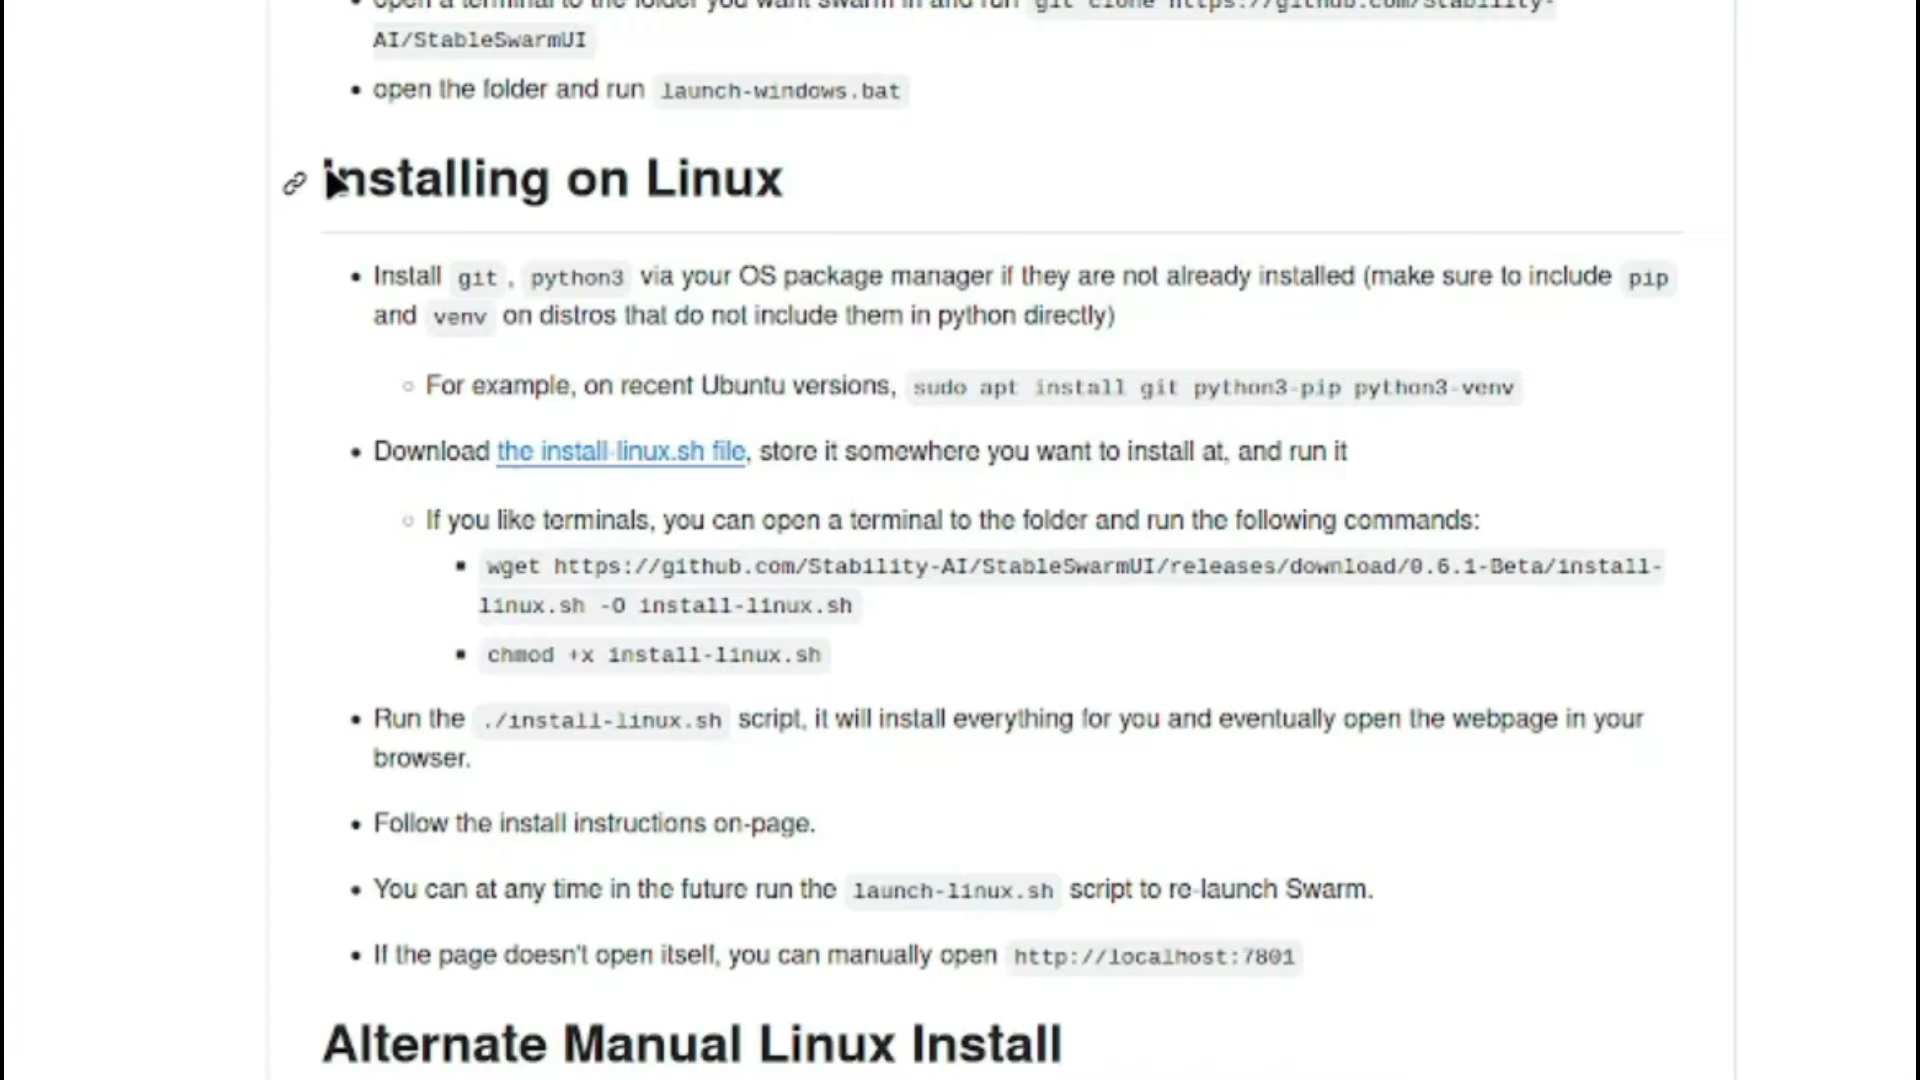 open a terminal to the folder you want swarm in and run git clone https://github.com/Stability-
AI/StableSwarmUI
open the folder and run launch-windows.bat
Installing on Linux
Install git, python3 via your OS package manager if they are not already installed (make sure to include pip
and venv on distros that do not include them in python directly)
For example, on recent Ubuntu versions, sudo apt install git python3-pip python3-venv
Download the install-linux.sh file, store it somewhere you want to install at, and run it
If you like terminals, you can open a terminal to the folder and run the following commands:
wget https://github.com/Stability-AI/StableSwarmUI/releases/download/0.6.1-Beta/install-
linux.sh -O install-linux.sh
chmod +x install-linux.sh
Run the ./install-linux.sh script, it will install everything for you and eventually open the webpage in your
browser.
Follow the install instructions on-page.
You can at any time in the future run the launch-linux.sh script to re-launch Swarm.
If the page doesn't open itself, you can manually open http://localhost:7801
Alternate Manual Linux Install